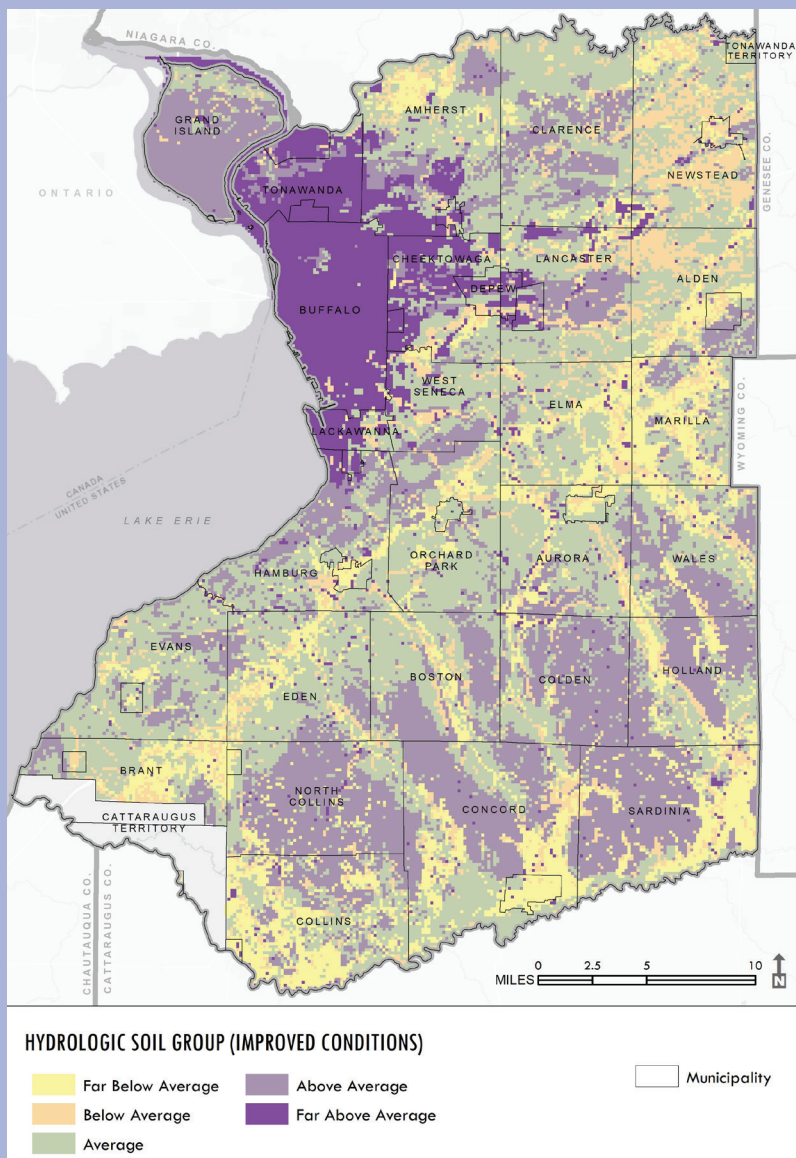 NIAGARA CO.
TONAWANDA
TERRITORY
AMHERST
GRAND
ISLAND
CLARENCE
NEWSTEAD
GENESEE CO.
ONTARIO
TONAWANDA
CHEEKTOWAGA
LANCASTER
DEPEW
ALDEN
BUFFALO
WEST
SENECA
ELMA
MARILLA
LACKAWANNA
WYOMING CO.
CANADA
UNITED STATES
LAKE ERIE
ORCHARD
PARK
AURORA
WALES
HAMBURG
EVANS
EDEN
BOSTON
COLDEN
HOLLAND
BRANT
NORTH
COLLINS
CONCORD
SARDINIA
CATTARAUGUS
TERRITORY
COLLINS
CHAUTAUQUA CO.
CATTARAUGUS CO.
MILES 0 2.5 5 10
N
HYDROLOGIC SOIL GROUP (IMPROVED CONDITIONS)
Far Below Average
Below Average
Average
Above Average
Far Above Average
Municipality